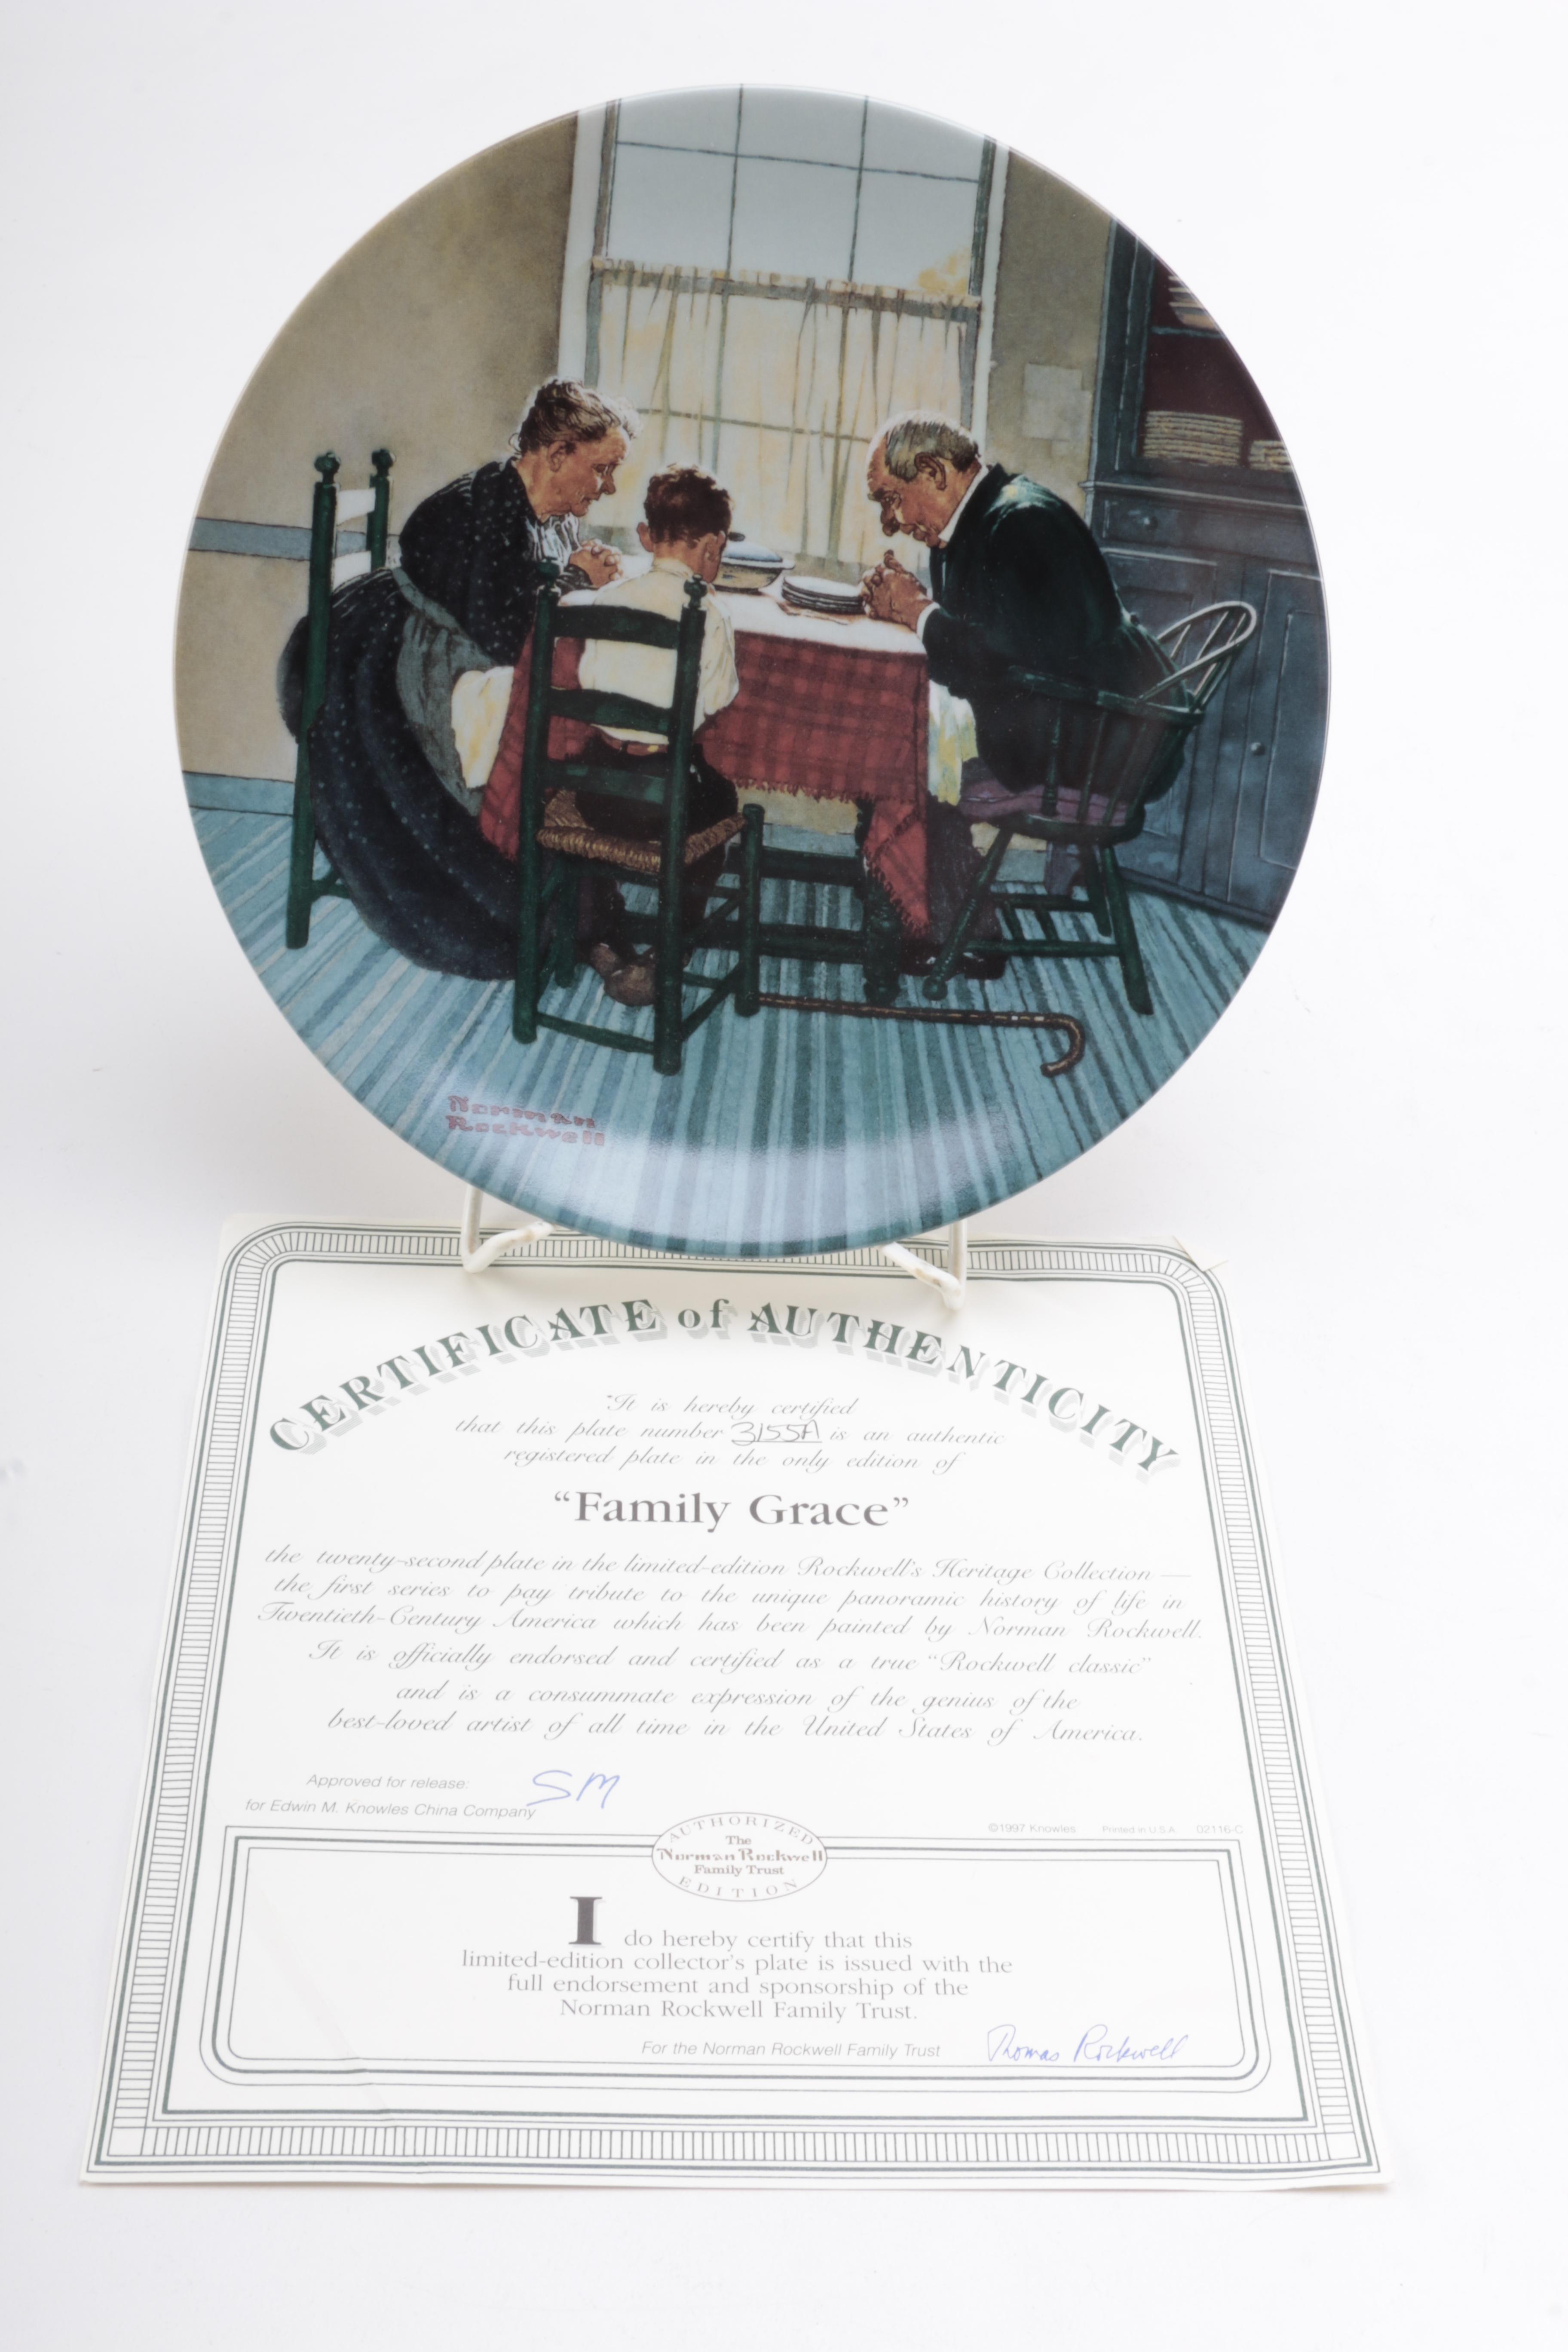 Norman
Rockwell
CERTIFICATE of AUTHENTICITY
"It is hereby certified
that this plate number 3155A is an authentic
registered plate in the only edition of
“Family Grace”
the twenty-second plate in the limited-edition Rockwell's Heritage Collection —
the first series to pay tribute to the unique panoramic history of life in
Twentieth-Century America which has been painted by Norman Rockwell.
It is officially endorsed and certified as a true “Rockwell classic”
and is a consummate expression of the genius of the
best-loved artist of all time in the United States of America.
Approved for release: SM
for Edwin M. Knowles China Company
©1997 Knowles Printed in U.S.A. 02116-C
AUTHORIZED
The
Norman Rockwell
Family Trust
EDITION
I do hereby certify that this
limited-edition collector's plate is issued with the
full endorsement and sponsorship of the
Norman Rockwell Family Trust.
For the Norman Rockwell Family Trust Thomas Rockwell